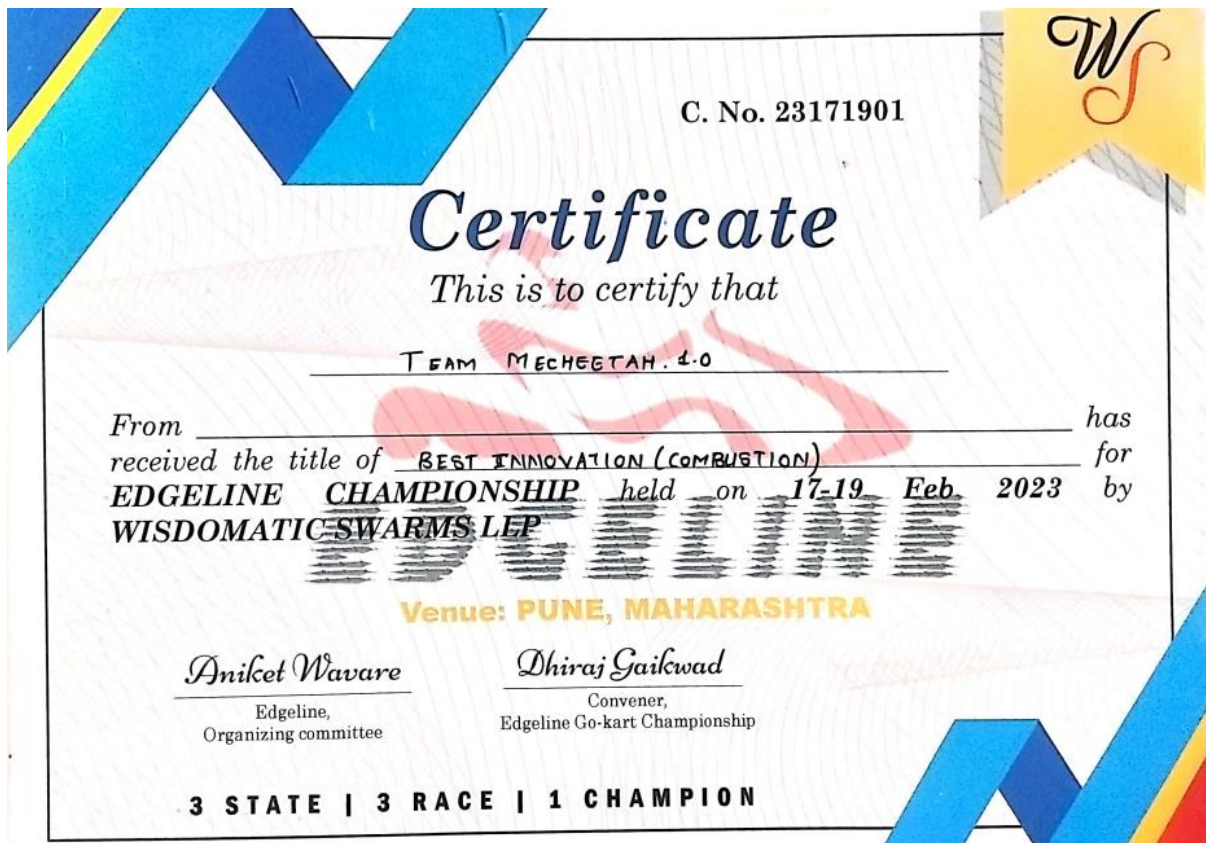 WS
C. No. 23171901
Certificate
This is to certify that
TEAM MECHEETAH. 1.0
From has
received the title of BEST INNOVATION (COMBUSTION) for
EDGELINE CHAMPIONSHIP held on 17-19 Feb 2023 by
WISDOMATIC SWARMS LLP
EDGELINE
Venue: PUNE, MAHARASHTRA
Aniket Wavare Dhiraj Gaikwad
Edgeline, Convener,
Organizing committee Edgeline Go-kart Championship
3 STATE | 3 RACE | 1 CHAMPION